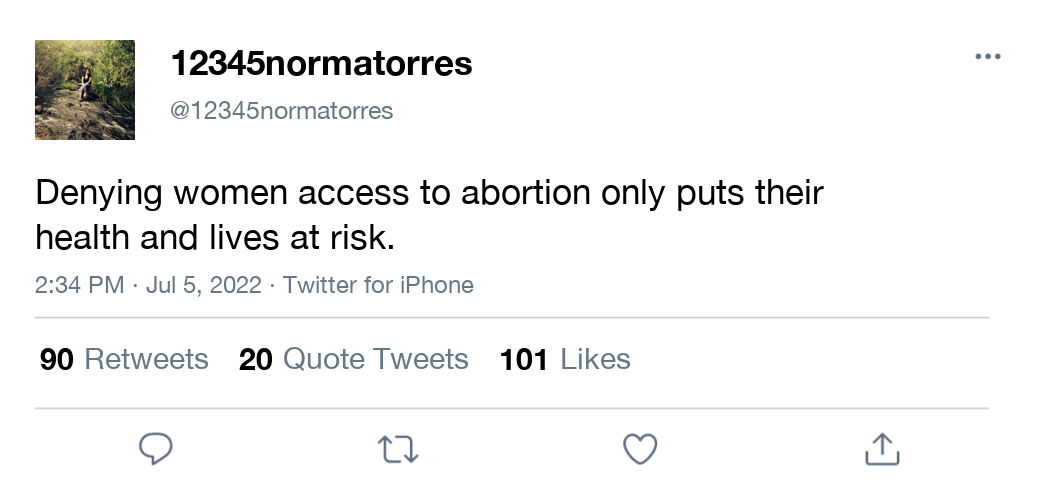 12345normatorres
@12345normatorres
Denying women access to abortion only puts their
health and lives at risk.
2:34 PM · Jul 5, 2022 · Twitter for iPhone
90 Retweets 20 Quote Tweets 101 Likes